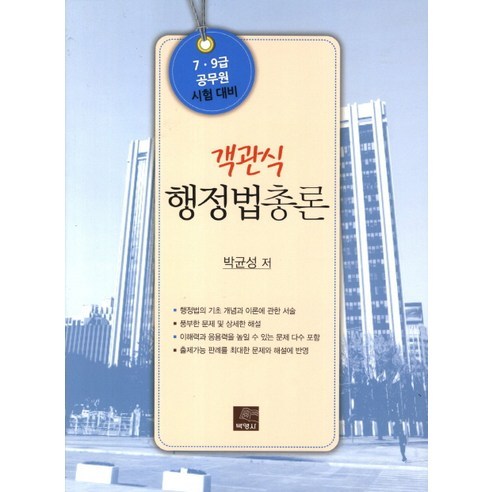 7·9급
공무원
시험 대비
객관식
행정법총론
박균성 저
• 행정법의 기초 개념과 이론에 관한 서술
• 풍부한 문제 및 상세한 해설
• 이해력과 응용력을 높일 수 있는 문제 다수 포함
• 출제가능 판례를 최대한 문제와 해설에 반영
박영사